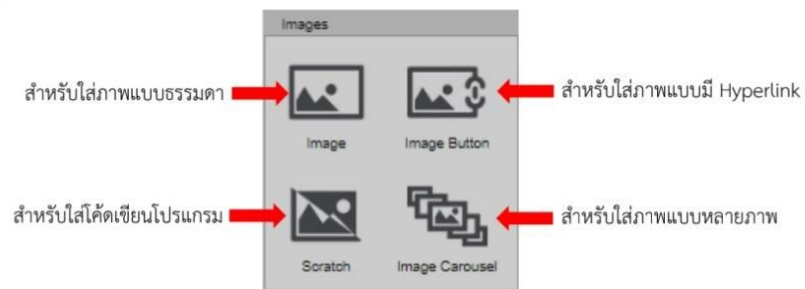 Images
สำหรับใส่ภาพแบบธรรมดา
สำหรับใส่ภาพแบบมี Hyperlink
Image
Image Button
สำหรับใส่โค้ดเขียนโปรแกรม
สำหรับใส่ภาพแบบหลายภาพ
Scratch
Image Carousel